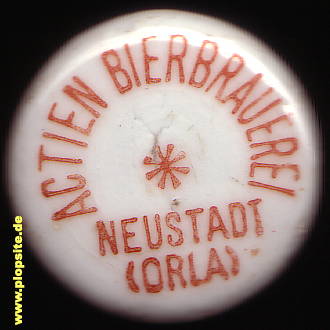 ACTIEN BIERBRAUEREI
*
NEUSTADT
(ORLA)
www.plopsite.de